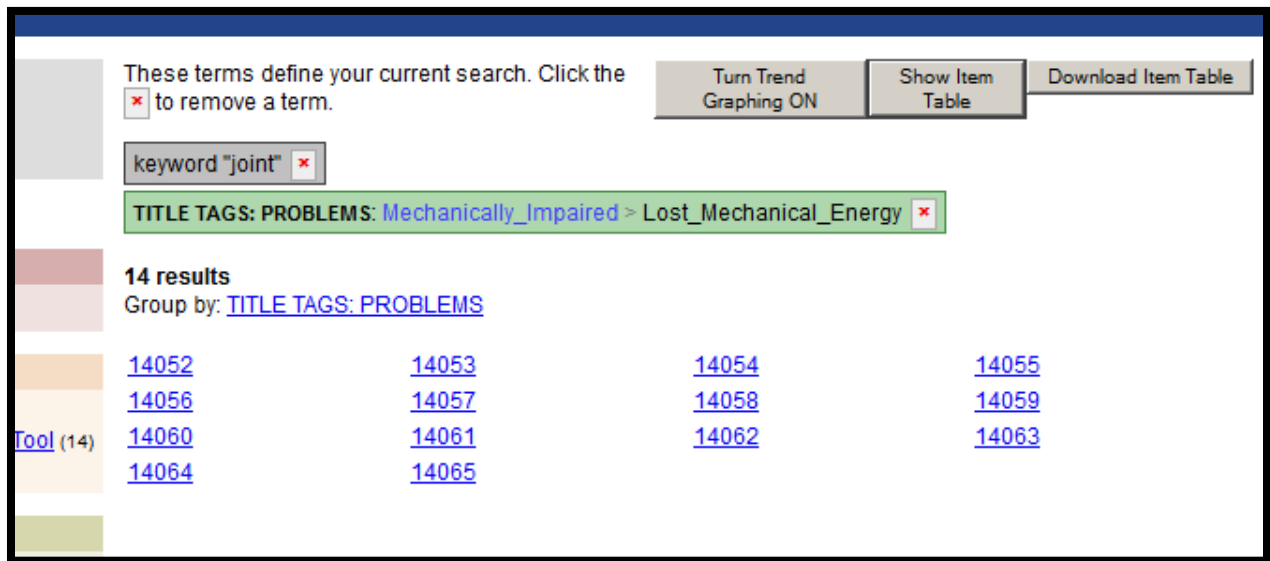 These terms define your current search. Click the
× to remove a term.
Turn Trend
Graphing ON
Show Item
Table
Download Item Table
keyword "joint" ×
TITLE TAGS: PROBLEMS: Mechanically_Impaired > Lost_Mechanical_Energy ×
14 results
Group by: TITLE TAGS: PROBLEMS
14052 14053 14054 14055
14056 14057 14058 14059
Tool (14) 14060 14061 14062 14063
14064 14065